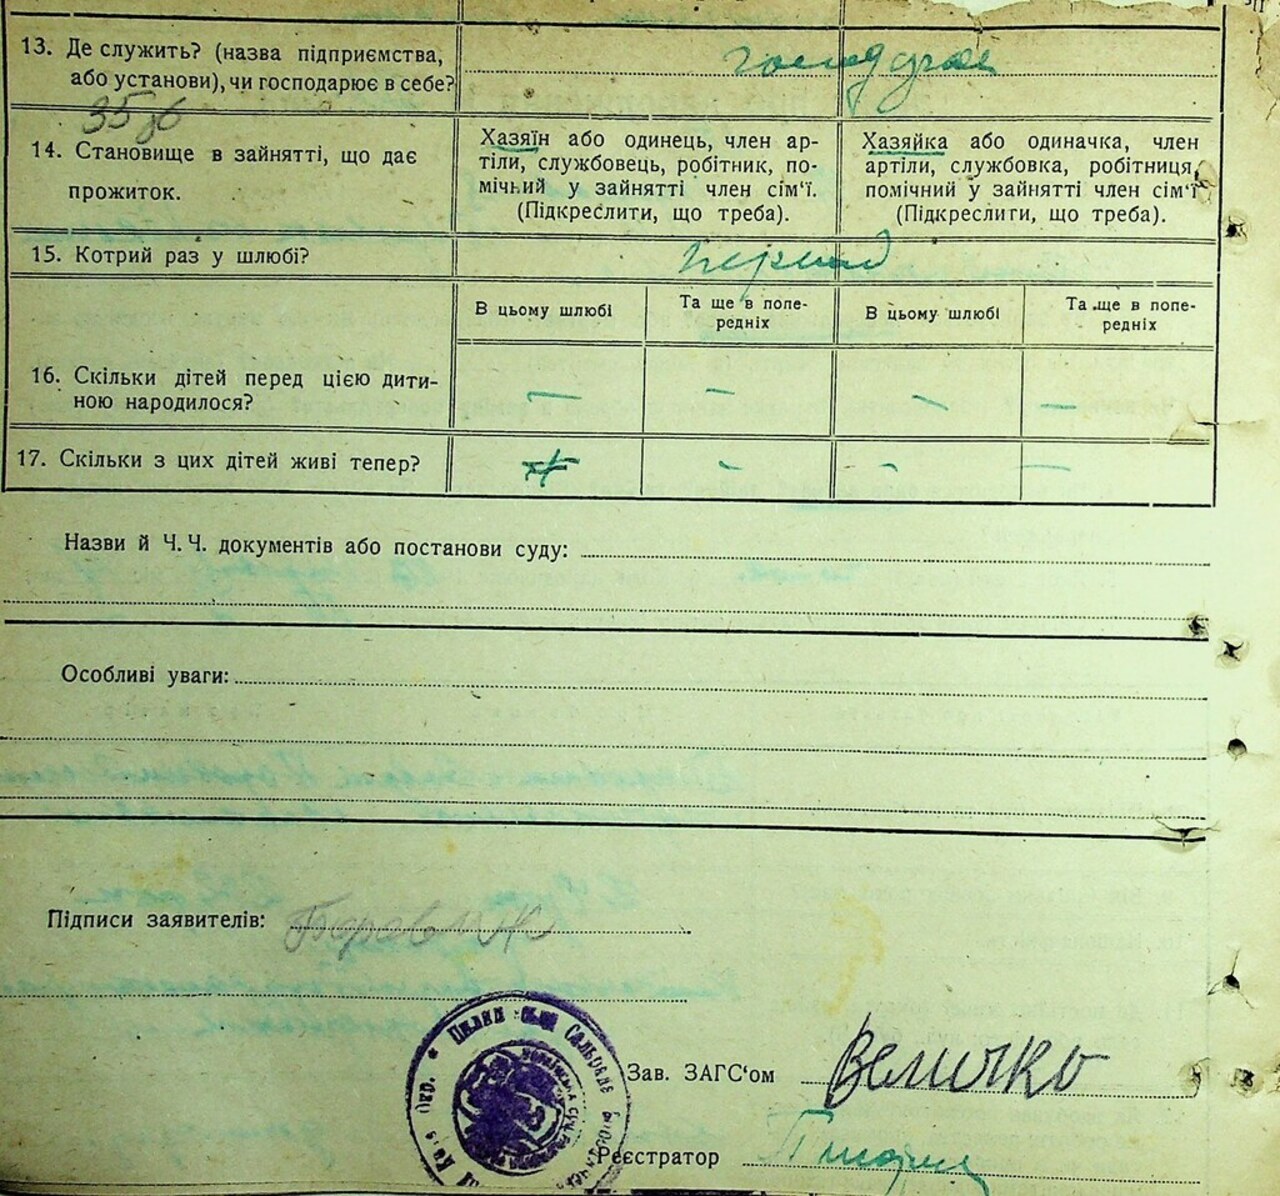 13. Де служить? (назва підприємства,
або установи), чи господарює в себе?
35 дб
14. Становище в зайнятті, що дає
прожиток.
Хазяїн або одинець, член ар-
тіли, службовець, робітник, по-
мічний у зайнятті член сім'ї.
(Підкреслити, що треба).
Хазяйка або одиначка, член
артіли, службовка, робітниця,
помічний у зайнятті член сім'ї
(Підкреслити, що треба).
15. Котрий раз у шлюбі?
В цьому шлюбі
Та ще в попе-
редніх
В цьому шлюбі
Та ще в попе-
редніх
16. Скільки дітей перед цією дити-
ною народилося?
— — — —
17. Скільки з цих дітей живі тепер?
— — —
Назви й Ч. Ч. документів або постанови суду:
Особливі уваги:
Підписи заявителів:
Зав. ЗАГС'ом Величко
Реєстратор